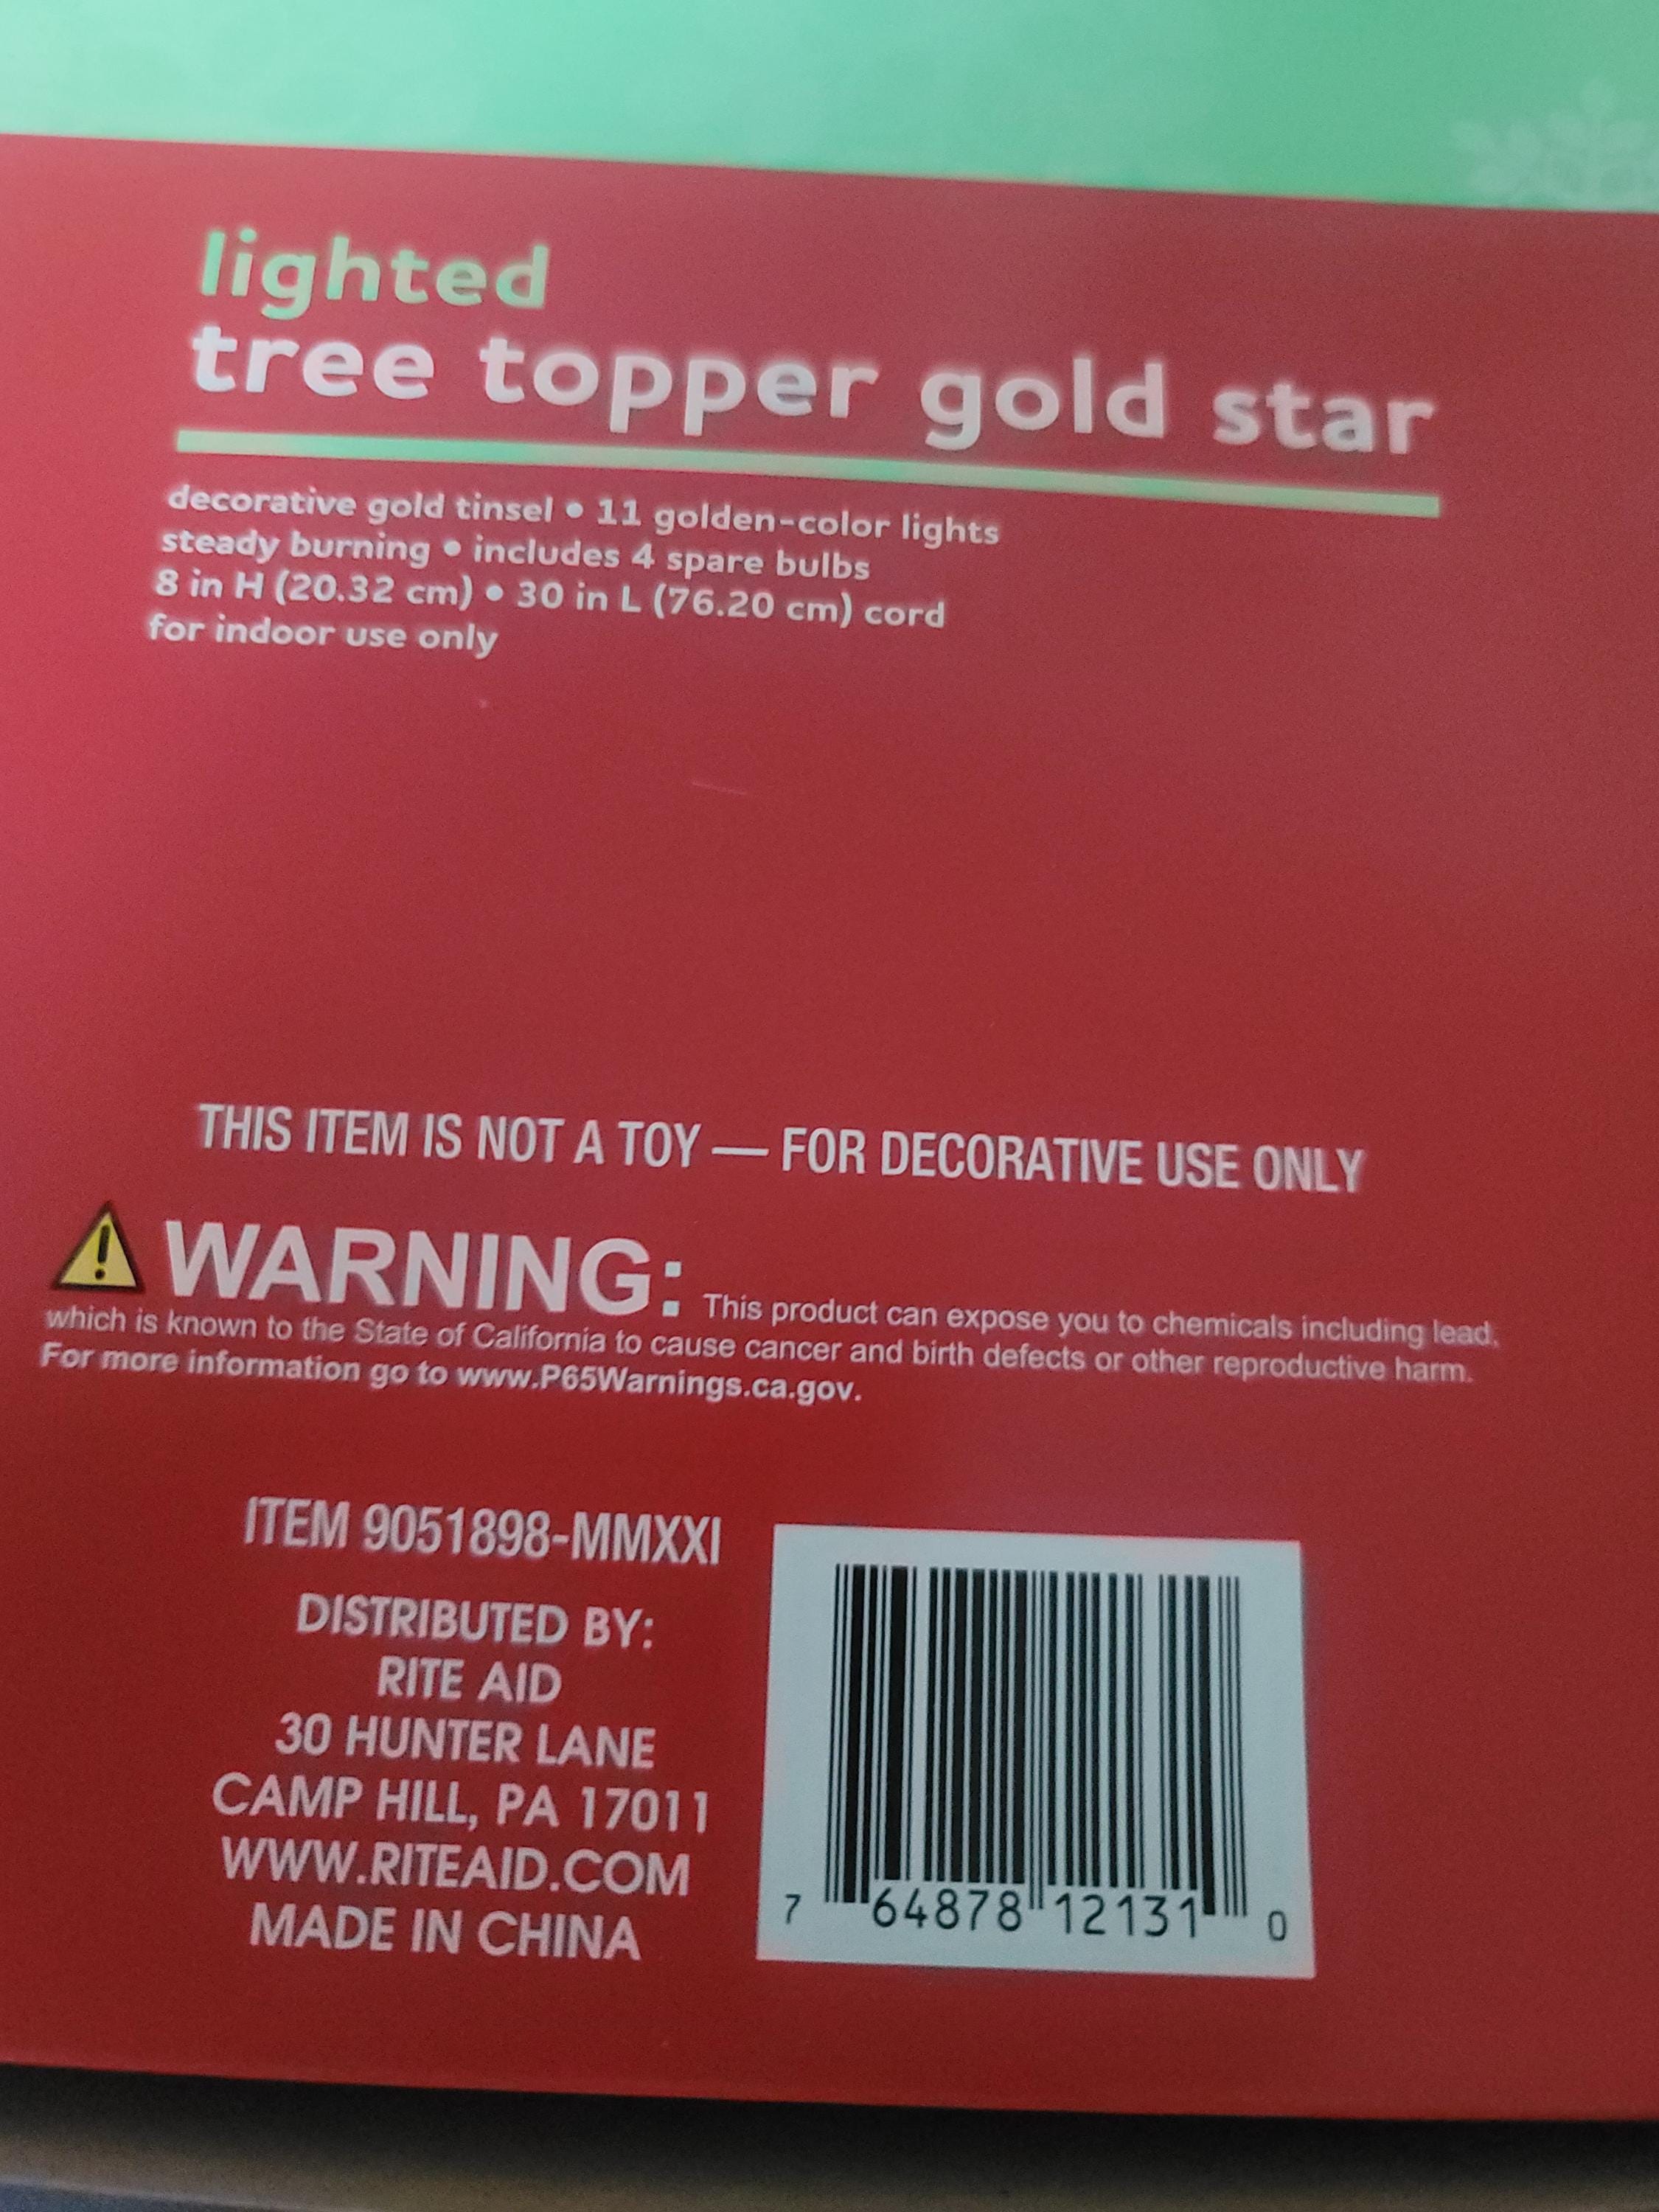 lighted
tree topper gold star
decorative gold tinsel • 11 golden-color lights
steady burning • includes 4 spare bulbs
8 in H (20.32 cm) • 30 in L (76.20 cm) cord
for indoor use only
THIS ITEM IS NOT A TOY — FOR DECORATIVE USE ONLY
WARNING: This product can expose you to chemicals including lead,
which is known to the State of California to cause cancer and birth defects or other reproductive harm.
For more information go to www.P65Warnings.ca.gov.
ITEM 9051898-MMXXI
DISTRIBUTED BY:
RITE AID
30 HUNTER LANE
CAMP HILL, PA 17011
WWW.RITEAID.COM
MADE IN CHINA
7 64878 12131 0